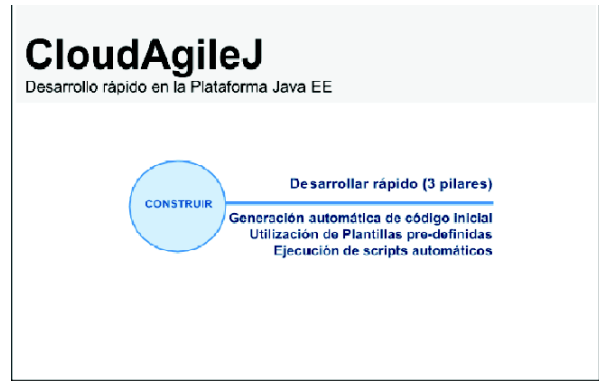 CloudAgileJ
Desarrollo rápido en la Plataforma Java EE
Desarrollar rápido (3 pilares)
CONSTRUIR
Generación automática de código inicial
Utilización de Plantillas pre-definidas
Ejecución de scripts automáticos